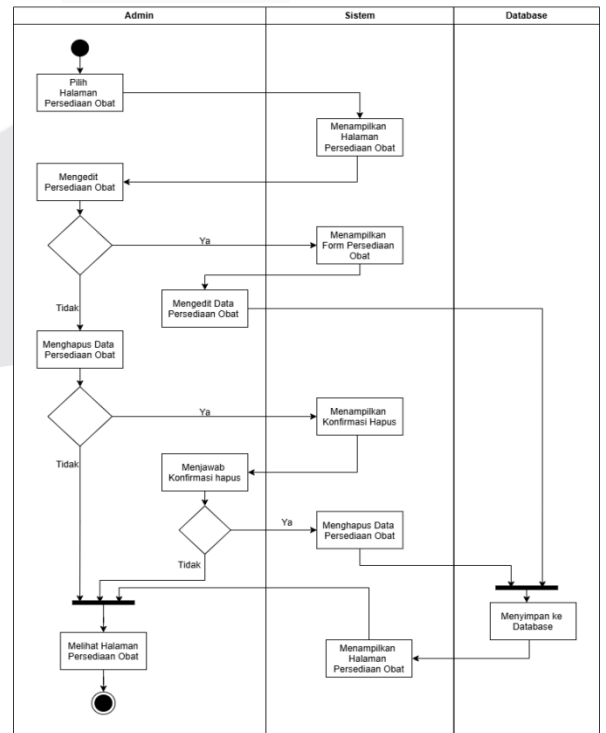 Admin
Sistem
Database
Pilih
Halaman
Persediaan Obat
Menampilkan
Halaman
Persediaan Obat
Mengedit
Persediaan Obat
Ya
Menampilkan
Form Persediaan
Obat
Mengedit Data
Persediaan Obat
Tidak
Menghapus Data
Persediaan Obat
Ya
Menampilkan
Konfirmasi Hapus
Tidak
Menjawab
Konfirmasi hapus
Ya
Menghapus Data
Persediaan Obat
Tidak
Menyimpan ke
Database
Melihat Halaman
Persediaan Obat
Menampilkan
Halaman
Persediaan Obat